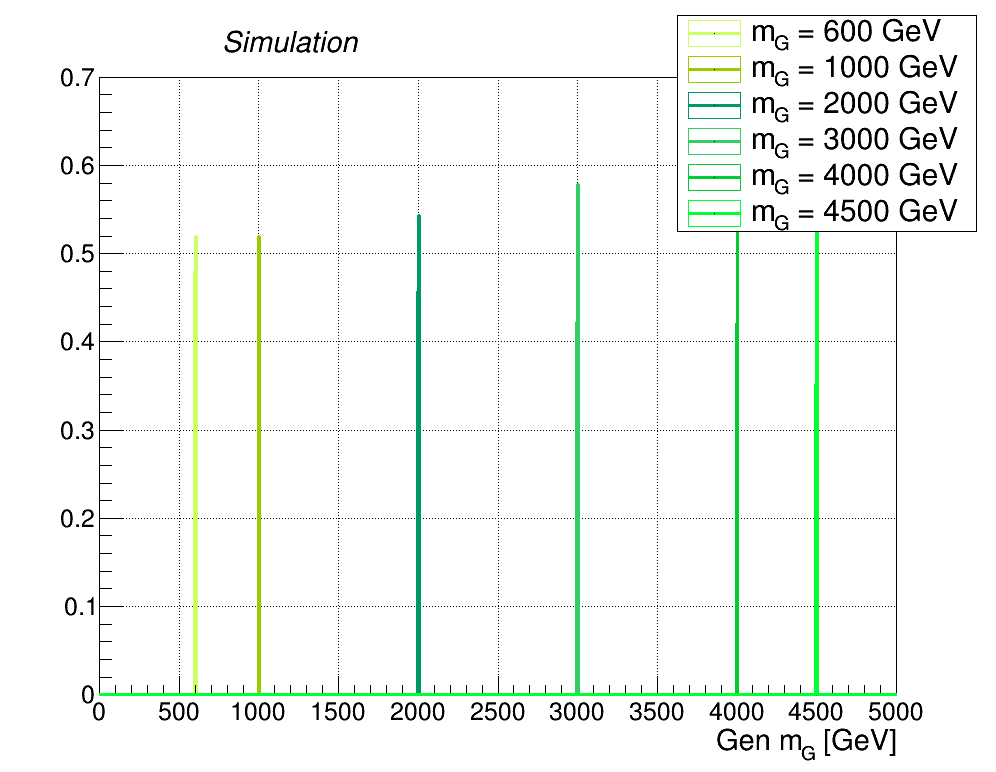 Simulation
m_G = 600 GeV
m_G = 1000 GeV
m_G = 2000 GeV
m_G = 3000 GeV
m_G = 4000 GeV
m_G = 4500 GeV
0.7
0.6
0.5
0.4
0.3
0.2
0.1
0
0 500 1000 1500 2000 2500 3000 3500 4000 4500 5000
Gen m_G [GeV]